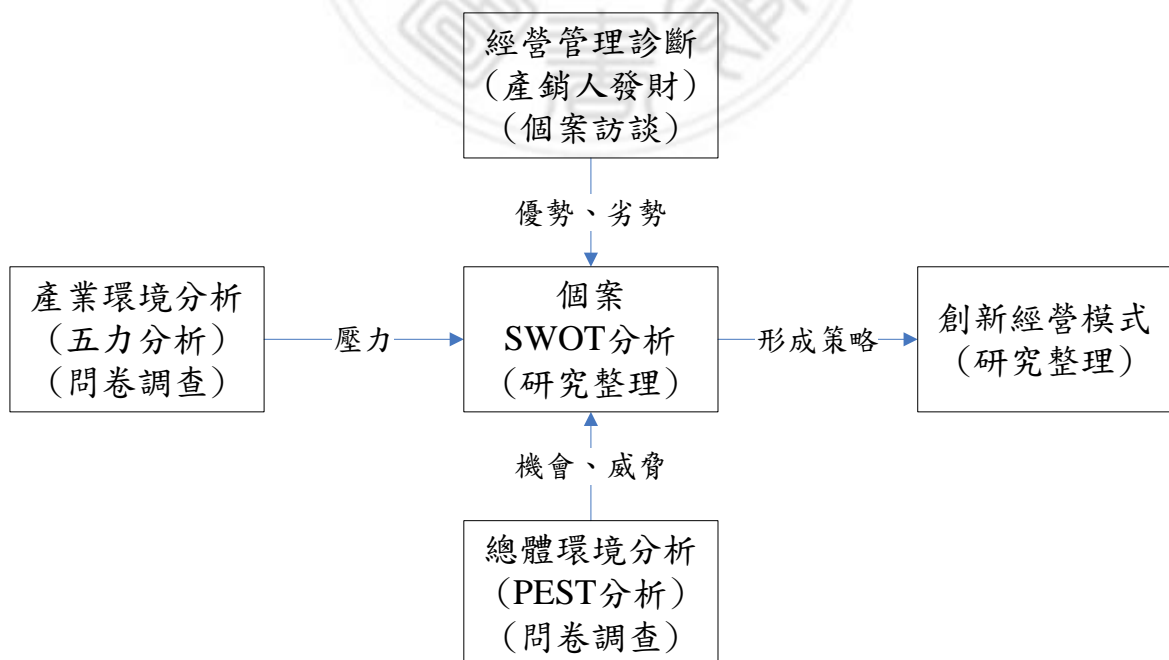 經營管理診斷
（產銷人發財）
（個案訪談）
優勢、劣勢
產業環境分析
（五力分析）
（問卷調查）
壓力
個案
SWOT分析
（研究整理）
形成策略
創新經營模式
（研究整理）
機會、威脅
總體環境分析
（PEST分析）
（問卷調查）